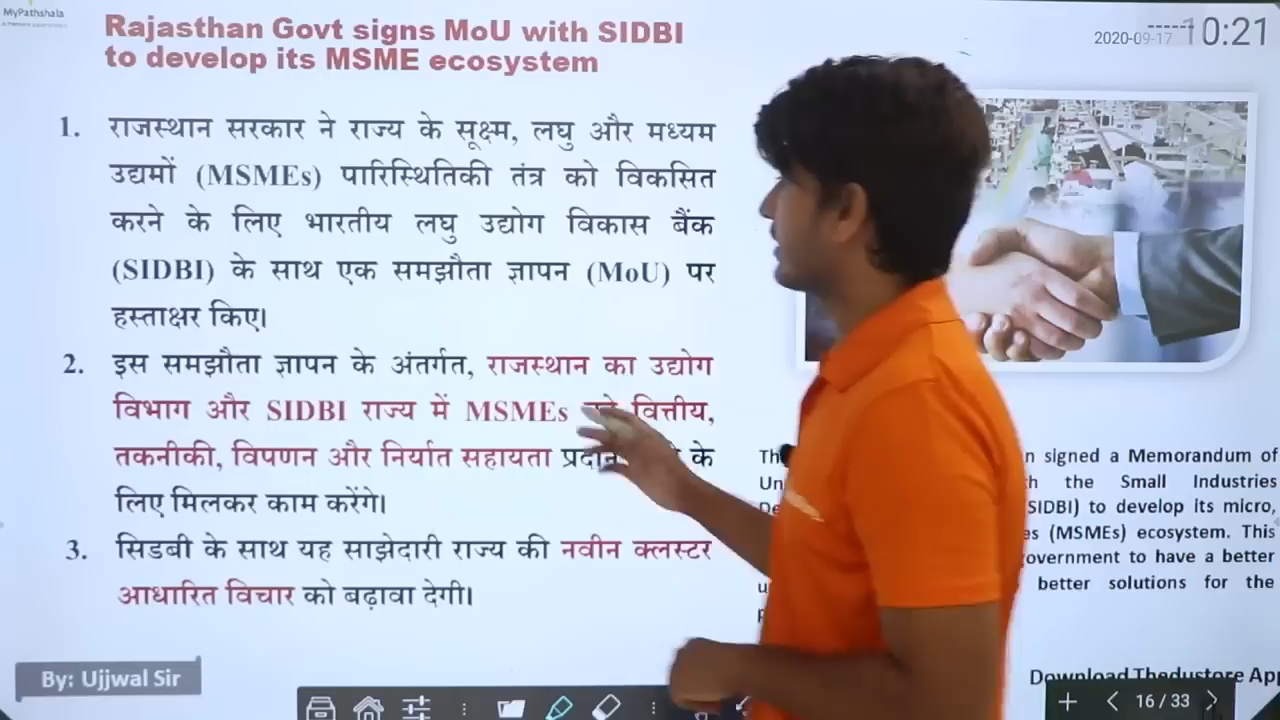 MyPathshala
Rajasthan Govt signs MoU with SIDBI
to develop its MSME ecosystem
2020-09-17
10:21
1. राजस्थान सरकार ने राज्य के सूक्ष्म, लघु और मध्यम
उद्यमों (MSMEs) पारिस्थितिकी तंत्र को विकसित
करने के लिए भारतीय लघु उद्योग विकास बैंक
(SIDBI) के साथ एक समझौता ज्ञापन (MoU) पर
हस्ताक्षर किए।
2. इस समझौता ज्ञापन के अंतर्गत, राजस्थान का उद्योग
विभाग और SIDBI राज्य में MSMEs वित्तीय,
तकनीकी, विपणन और निर्यात सहायता के
लिए मिलकर काम करेंगे।
3. सिडबी के साथ यह साझेदारी राज्य की नवीन क्लस्टर
आधारित विचार को बढ़ावा देगी।
n signed a Memorandum of
the Small Industries
SIDBI) to develop its micro,
es (MSMEs) ecosystem. This
overnment to have a better
better solutions for the
By: Ujjwal Sir
Download Thedustore App
16 / 33